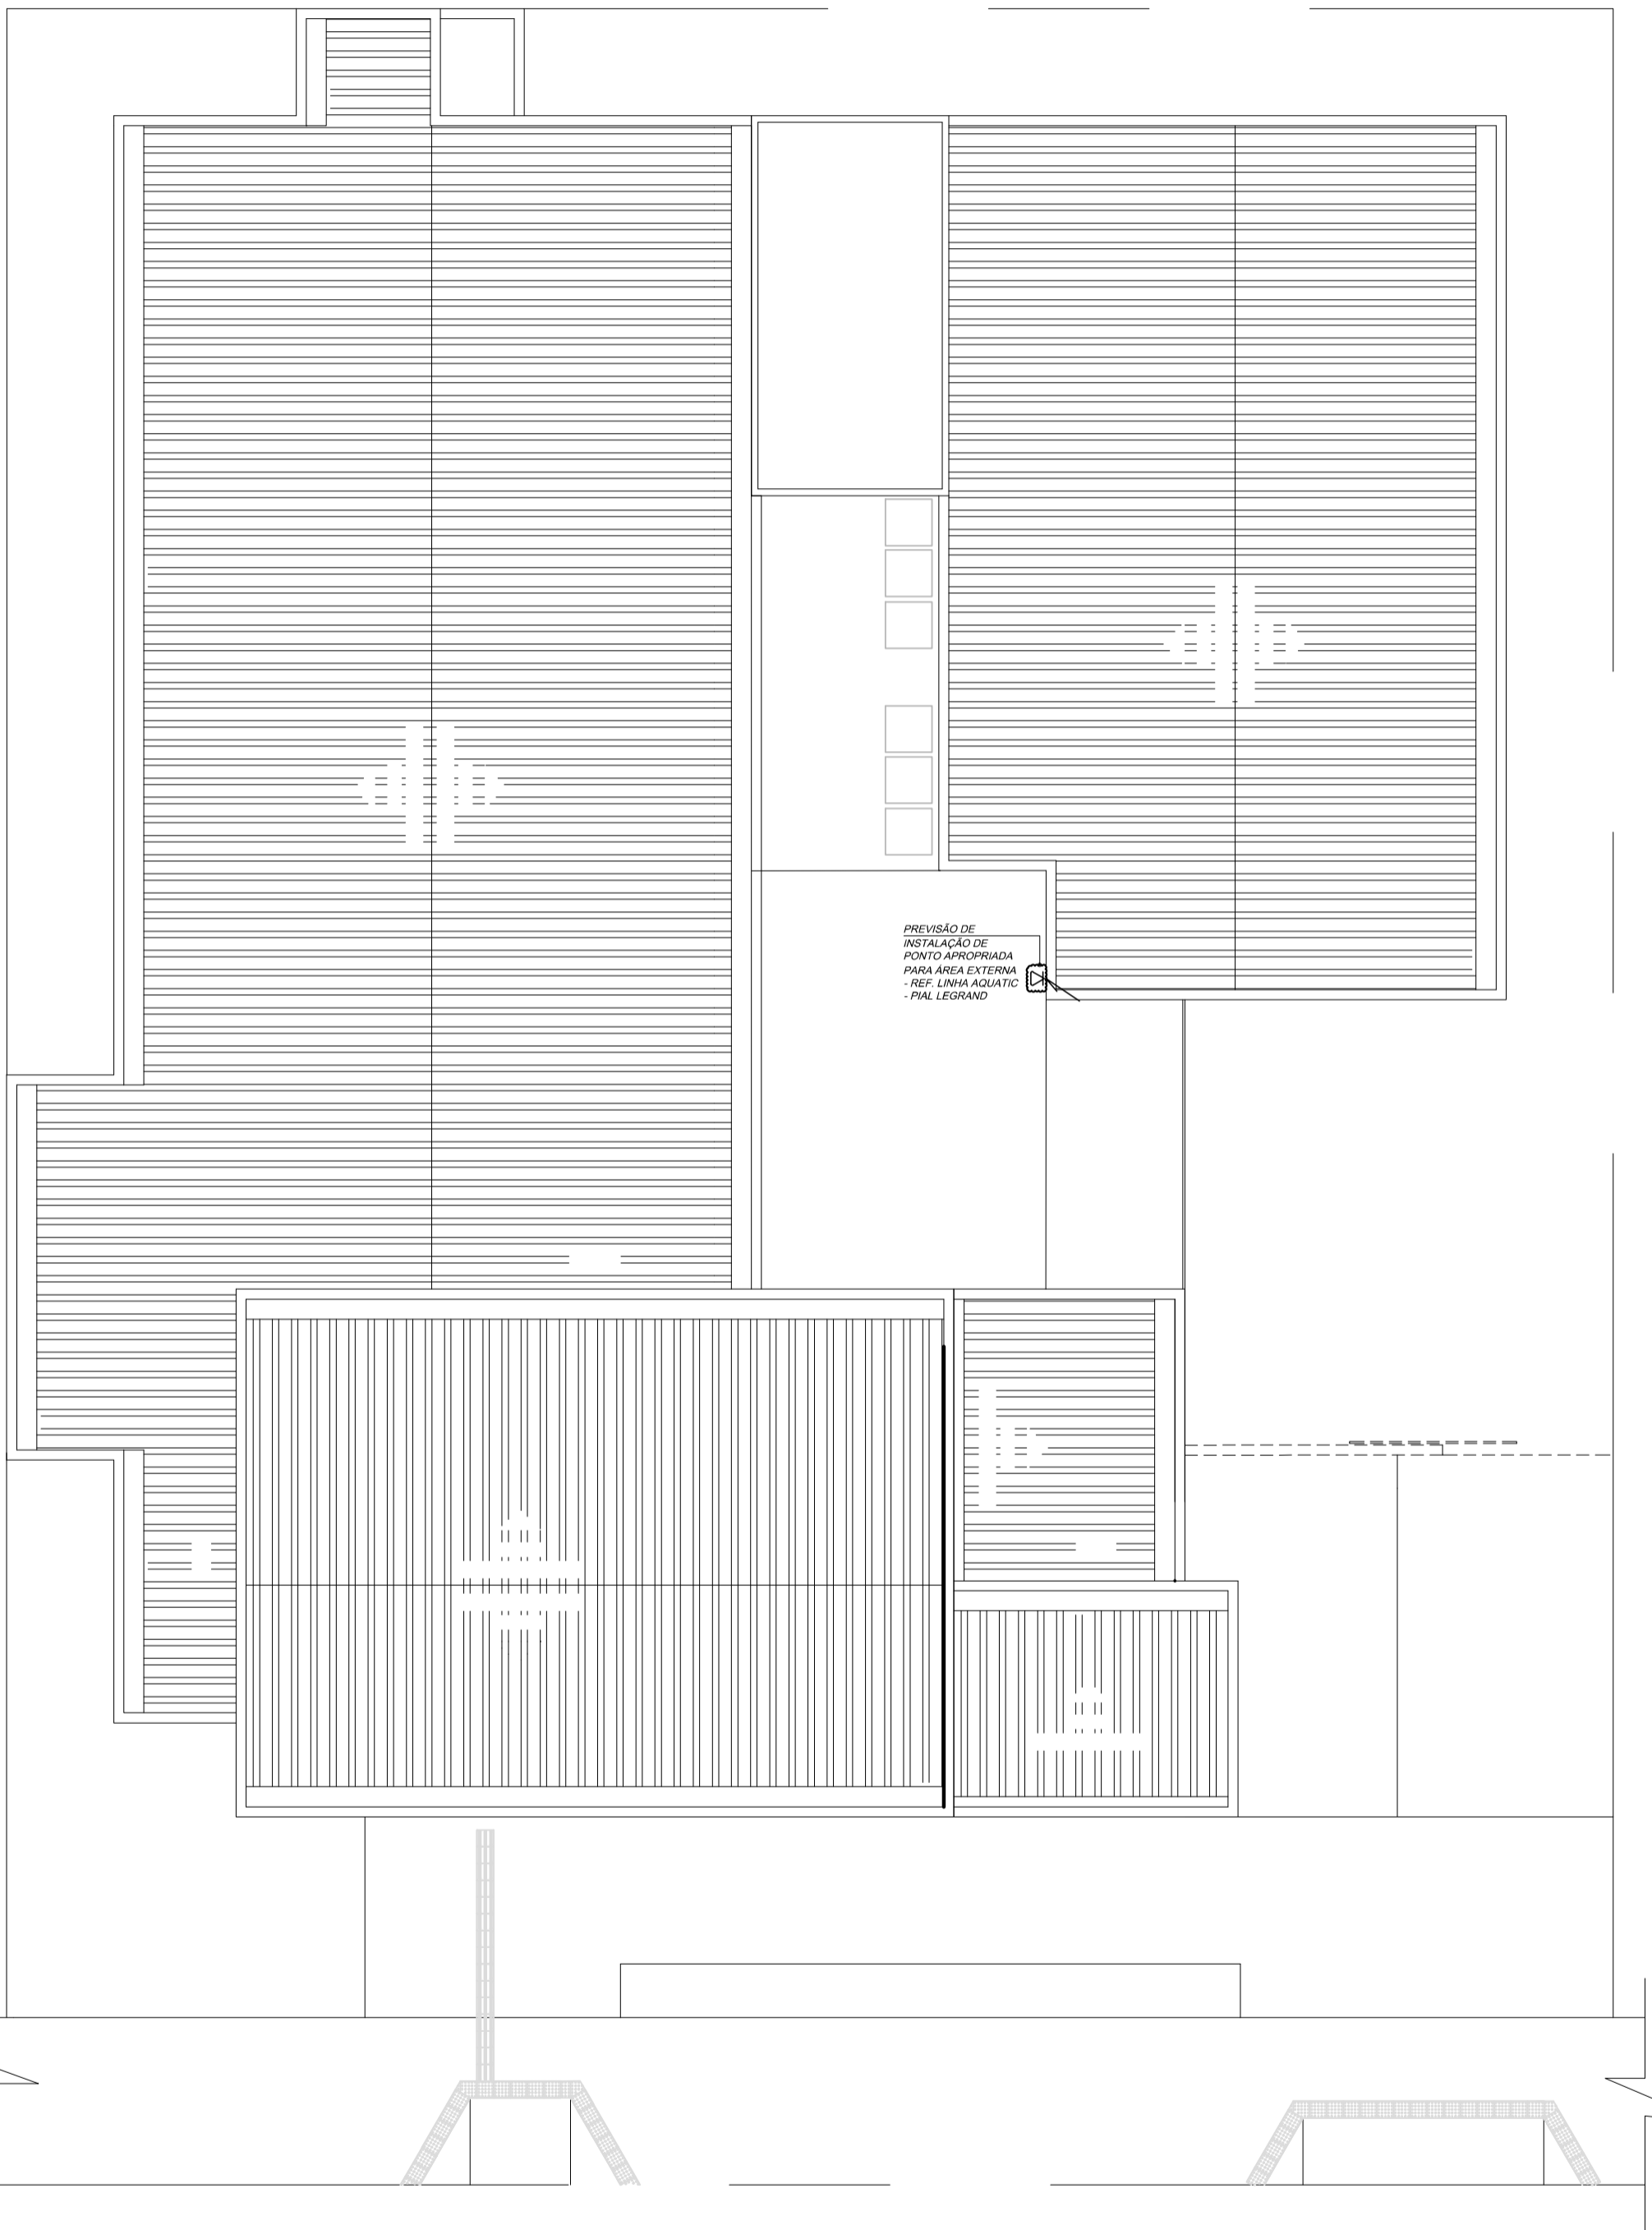 PREVISÃO DE
INSTALAÇÃO DE
PONTO APROPRIADA
PARA ÁREA EXTERNA
- REF. LINHA AQUATIC
- PIAL LEGRAND